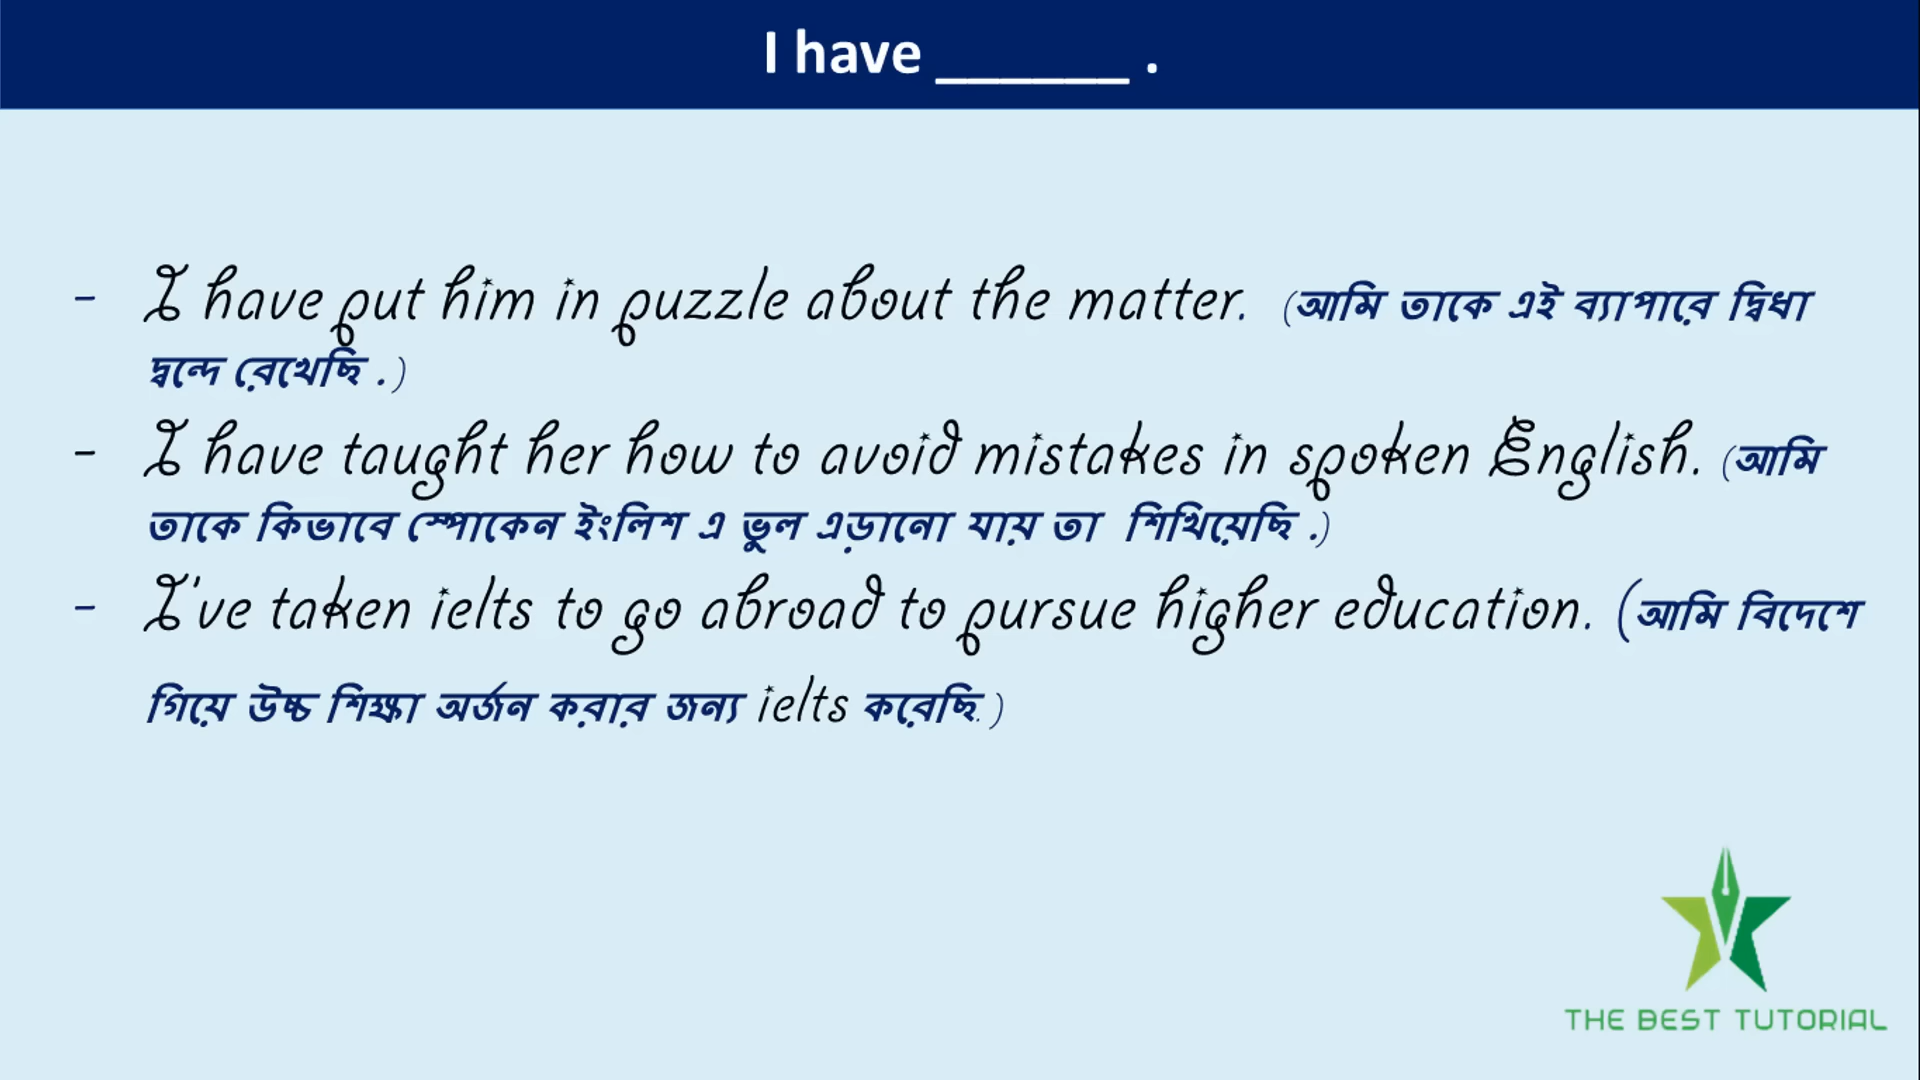 I have ______ .
- I have put him in puzzle about the matter. (আমি তাকে এই ব্যাপারে দ্বিধা
দ্বন্দে রেখেছি .)
- I have taught her how to avoid mistakes in spoken English. (আমি
তাকে কিভাবে স্পোকেন ইংলিশ এ ভুল এড়ানো যায় তা শিখিয়েছি .)
- I've taken ielts to go abroad to pursue higher education. (আমি বিদেশে
গিয়ে উচ্চ শিক্ষা অর্জন করার জন্য ielts করেছি.)
THE BEST TUTORIAL